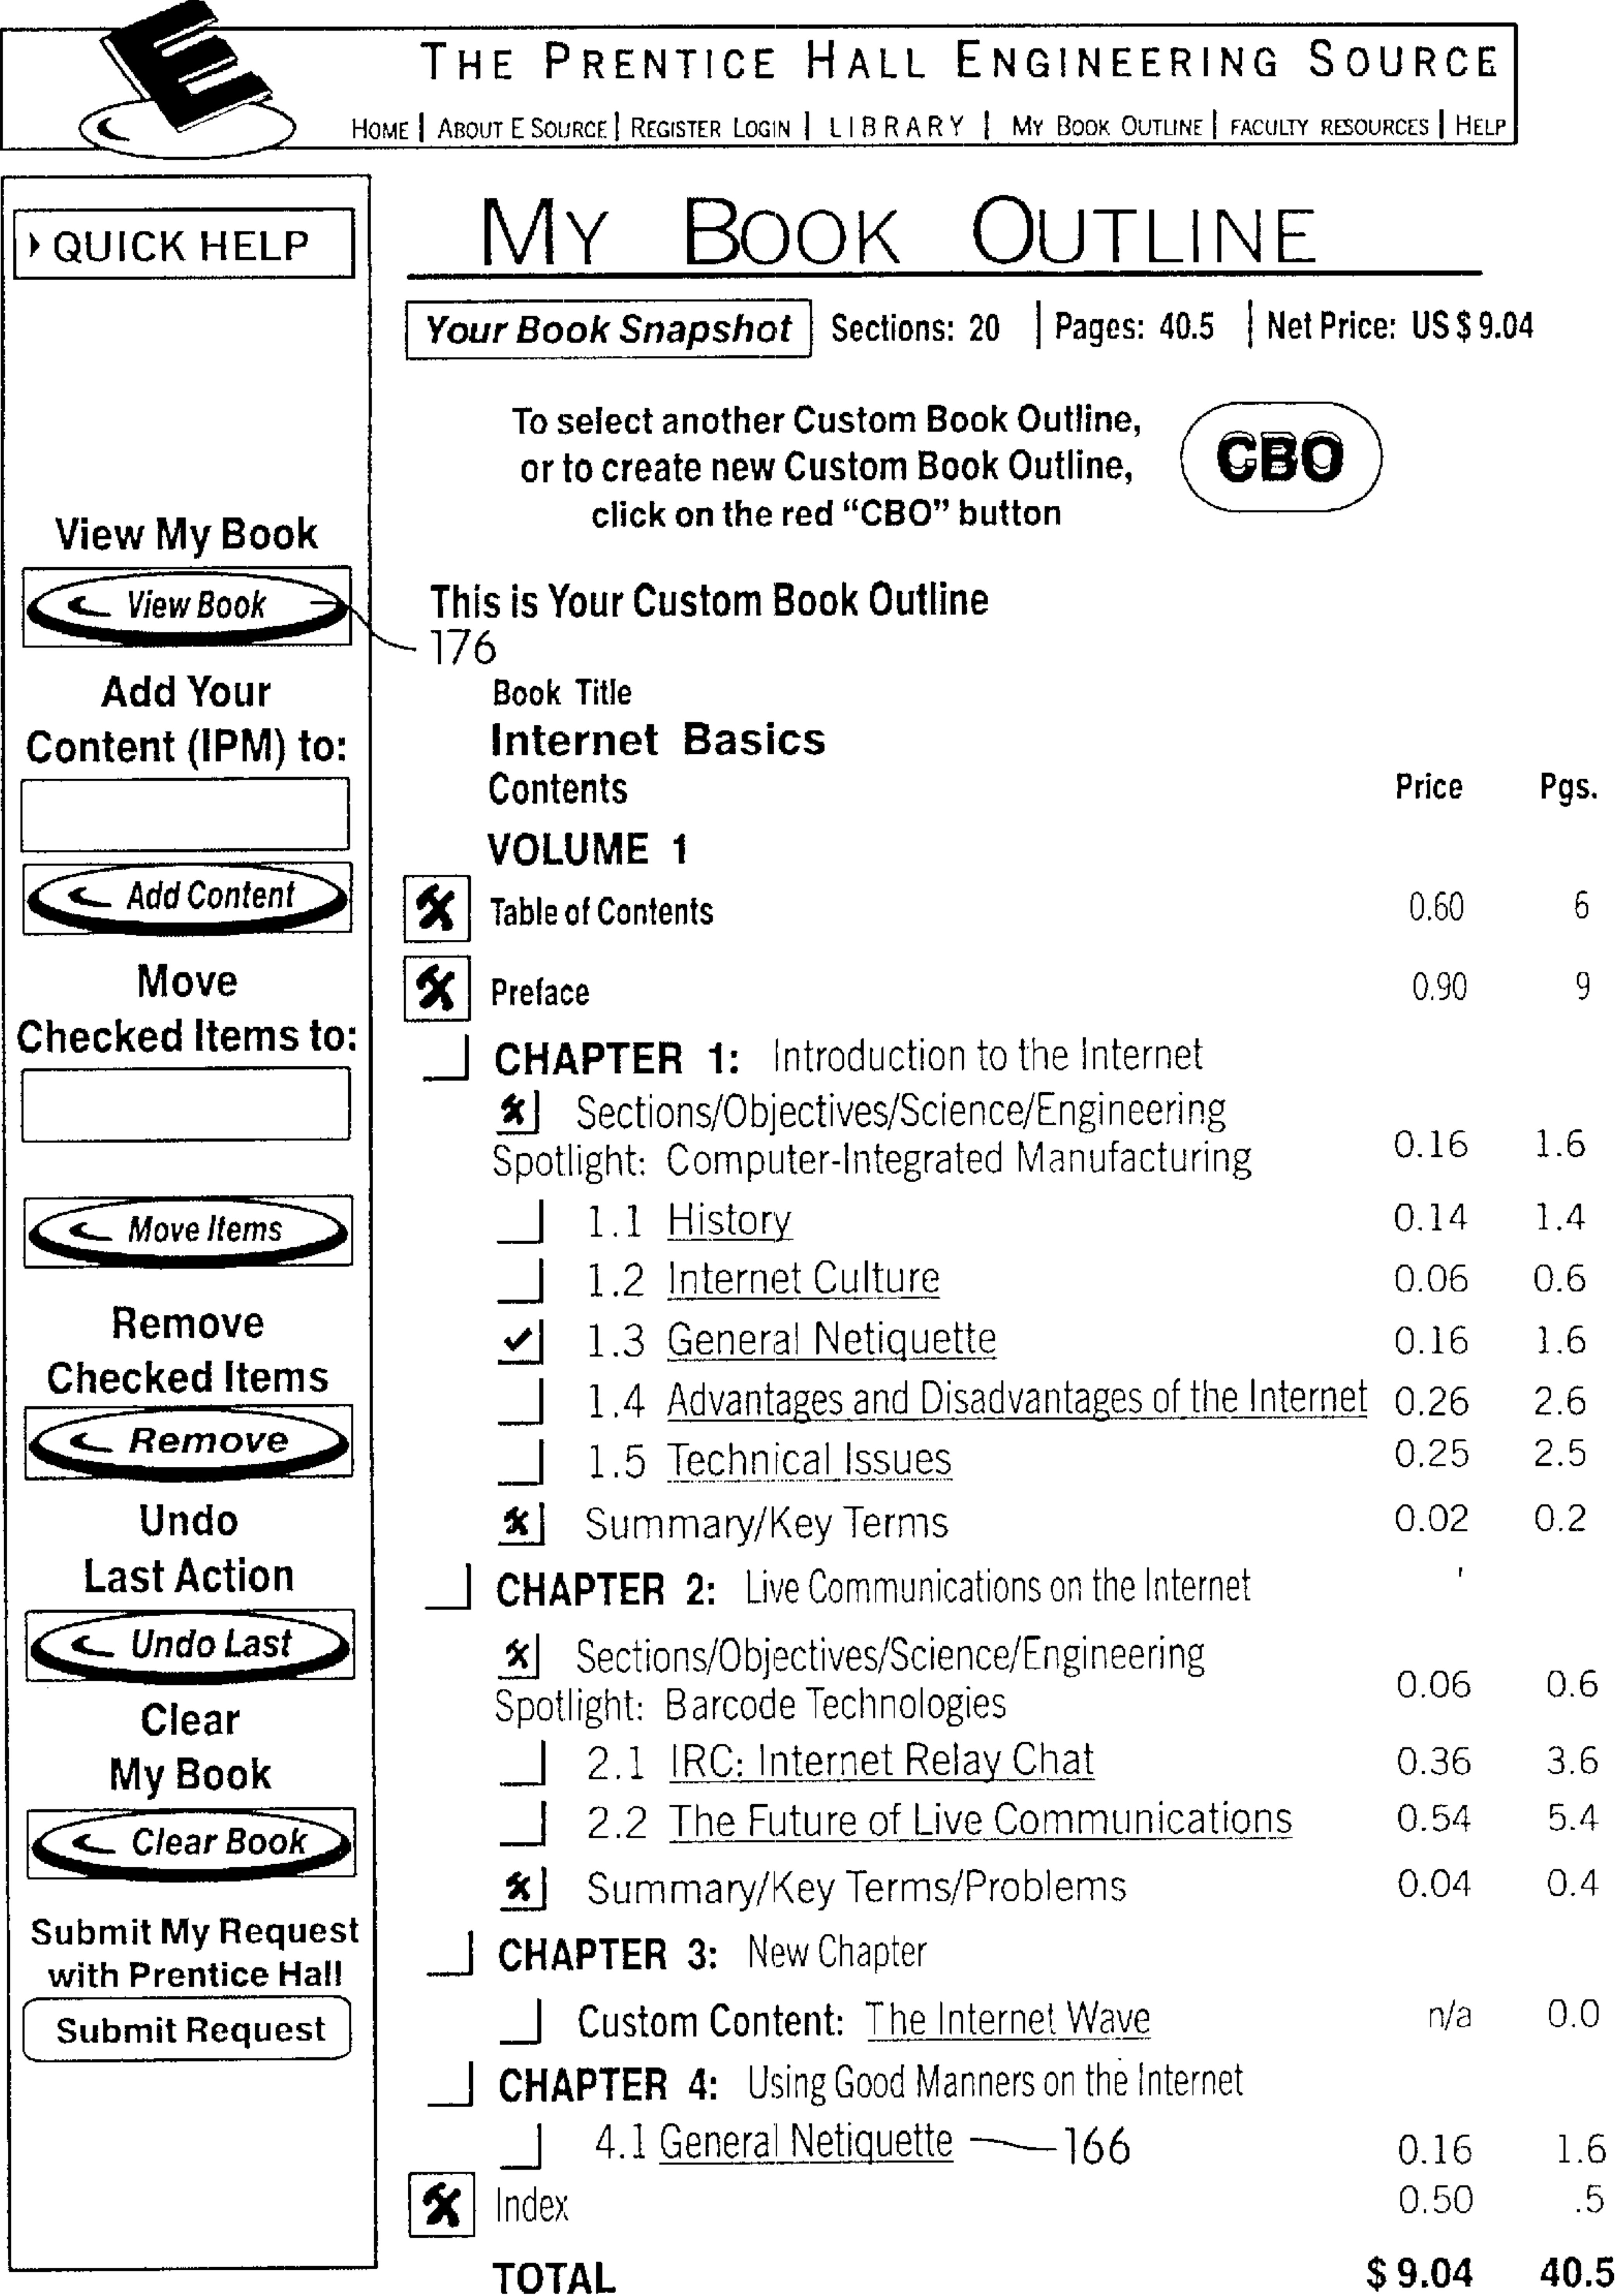 THE PRENTICE HALL ENGINEERING SOURCE
HOME | ABOUT E SOURCE | REGISTER LOGIN | LIBRARY | MY BOOK OUTLINE | FACULTY RESOURCES | HELP
QUICK HELP
View My Book
View Book
176
Add Your
Content (IPM) to:
Add Content
Move
Checked Items to:
Move Items
Remove
Checked Items
Remove
Undo
Last Action
Undo Last
Clear
My Book
Clear Book
Submit My Request
with Prentice Hall
Submit Request
MY BOOK OUTLINE
Your Book Snapshot Sections: 20 | Pages: 40.5 | Net Price: US $ 9.04
To select another Custom Book Outline,
or to create new Custom Book Outline,
click on the red “CBO” button
CBO
This is Your Custom Book Outline
Book Title
Internet Basics
Contents Price Pgs.
VOLUME 1
Table of Contents 0.60 6
Preface 0.90 9
CHAPTER 1: Introduction to the Internet
Sections/Objectives/Science/Engineering
Spotlight: Computer-Integrated Manufacturing 0.16 1.6
1.1 History 0.14 1.4
1.2 Internet Culture 0.06 0.6
1.3 General Netiquette 0.16 1.6
1.4 Advantages and Disadvantages of the Internet 0.26 2.6
1.5 Technical Issues 0.25 2.5
Summary/Key Terms 0.02 0.2
CHAPTER 2: Live Communications on the Internet
Sections/Objectives/Science/Engineering
Spotlight: Barcode Technologies 0.06 0.6
2.1 IRC: Internet Relay Chat 0.36 3.6
2.2 The Future of Live Communications 0.54 5.4
Summary/Key Terms/Problems 0.04 0.4
CHAPTER 3: New Chapter
Custom Content: The Internet Wave n/a 0.0
CHAPTER 4: Using Good Manners on the Internet
4.1 General Netiquette 166 0.16 1.6
Index 0.50 .5
TOTAL $ 9.04 40.5